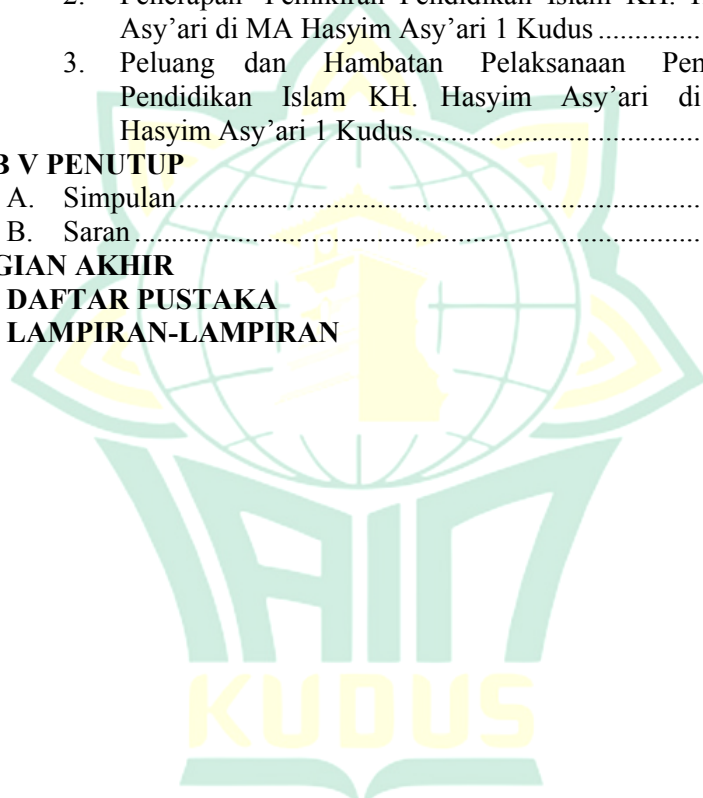 2. Penerapan Pemikiran Pendidikan Islam KH.
Asy’ari di MA Hasyim Asy’ari 1 Kudus ..............
3. Peluang dan Hambatan Pelaksanaan
Pendidikan Islam KH. Hasyim Asy’ari di
Hasyim Asy’ari 1 Kudus......................................
V PENUTUP
A. Simpulan...........................................................................
B. Saran ..................................................................................
AKHIR
DAFTAR PUSTAKA
LAMPIRAN-LAMPIRAN
IAIN
KUDUS